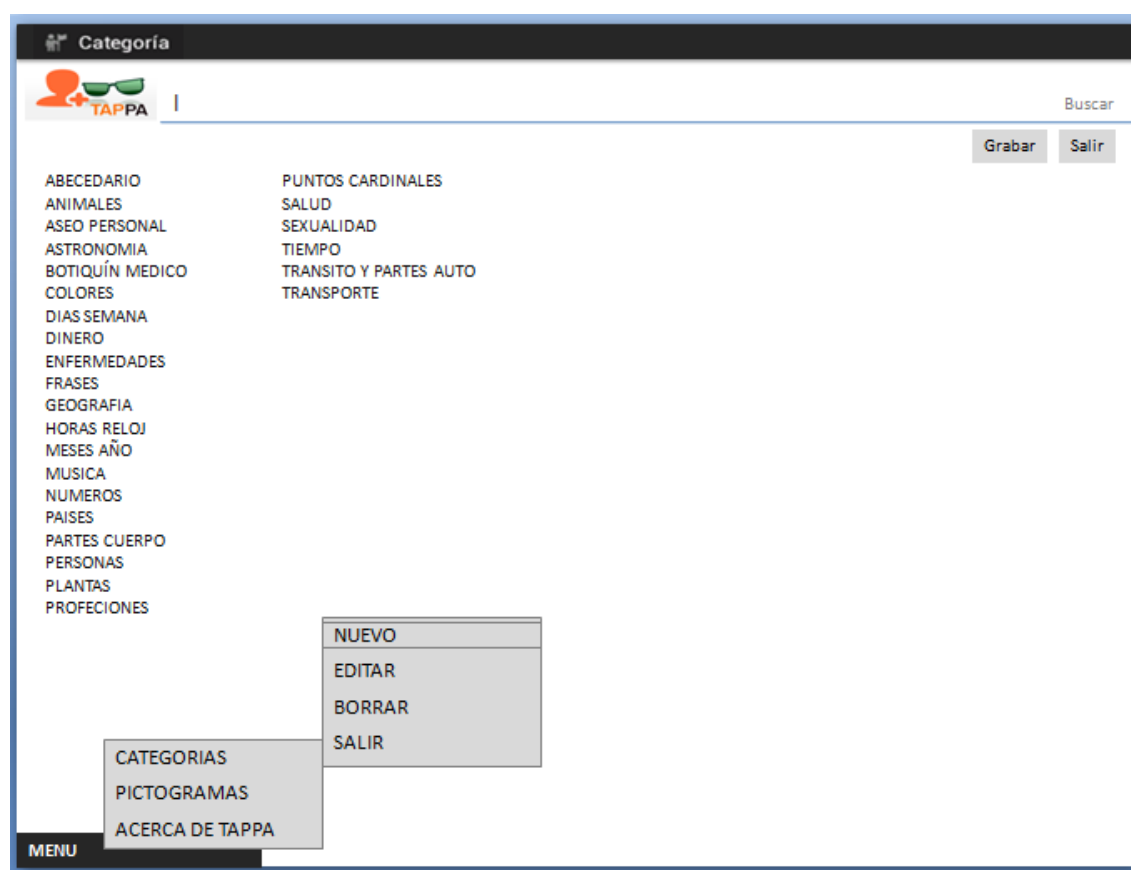 Categoría
TAPPA
Buscar
Grabar Salir
ABECEDARIO
ANIMALES
ASEO PERSONAL
ASTRONOMIA
BOTIQUÍN MEDICO
COLORES
DIAS SEMANA
DINERO
ENFERMEDADES
FRASES
GEOGRAFIA
HORAS RELOJ
MESES AÑO
MUSICA
NUMEROS
PAISES
PARTES CUERPO
PERSONAS
PLANTAS
PROFECIONES
PUNTOS CARDINALES
SALUD
SEXUALIDAD
TIEMPO
TRANSITO Y PARTES AUTO
TRANSPORTE
NUEVO
EDITAR
BORRAR
SALIR
CATEGORIAS
PICTOGRAMAS
ACERCA DE TAPPA
MENU